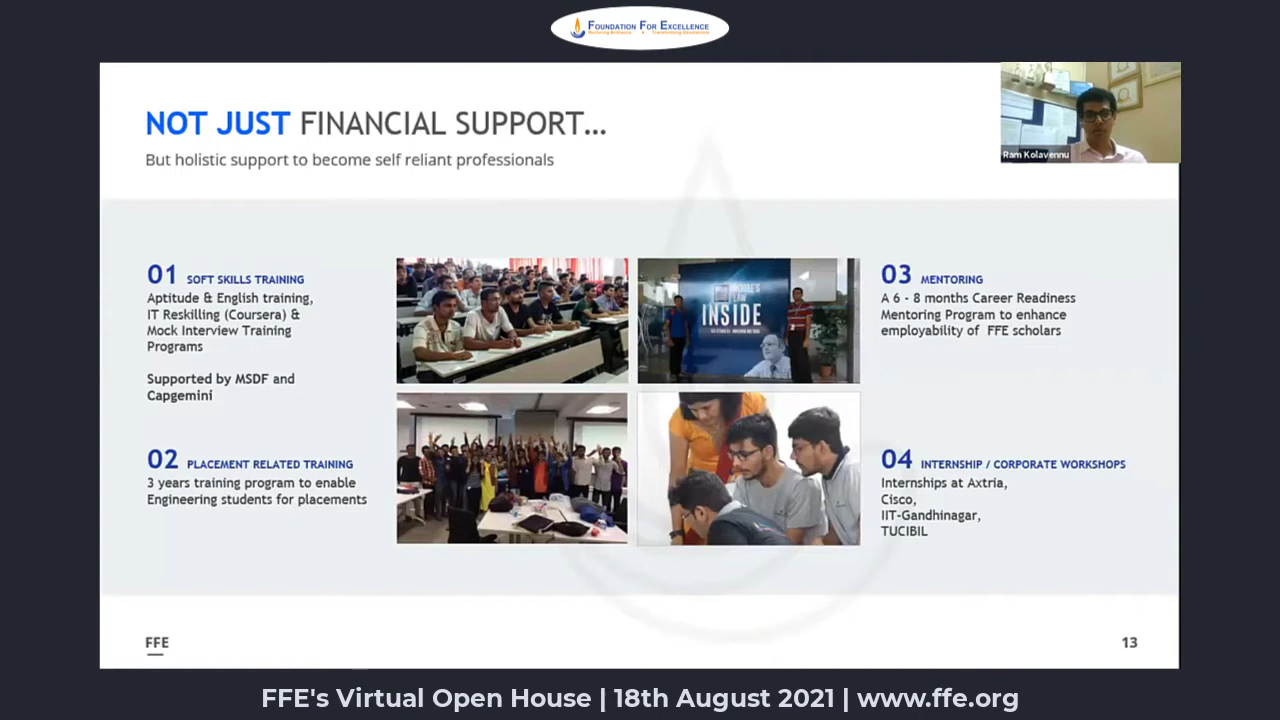 FOUNDATION FOR EXCELLENCE
NOT JUST FINANCIAL SUPPORT...
But holistic support to become self reliant professionals
Ram Kolavennu
01 SOFT SKILLS TRAINING
Aptitude & English training,
IT Reskilling (Coursera) &
Mock Interview Training
Programs
Supported by MSDF and
Capgemini
02 PLACEMENT RELATED TRAINING
3 years training program to enable
Engineering students for placements
LAW
INSIDE
03 MENTORING
A 6 - 8 months Career Readiness
Mentoring Program to enhance
employability of FFE scholars
04 INTERNSHIP / CORPORATE WORKSHOPS
Internships at Axtria,
Cisco,
IIT-Gandhinagar,
TUCIBIL
FFE
13
FFE's Virtual Open House | 18th August 2021 | www.ffe.org